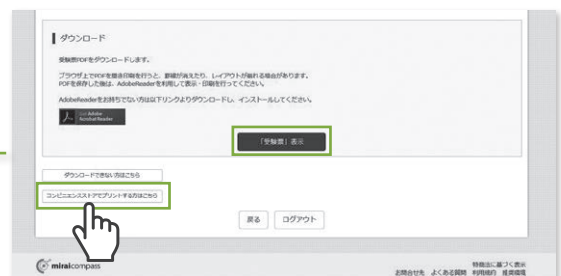 ダウンロード
受験票PDFをダウンロードします。
ブラウザ上でPDFを抜き印刷を行うと、罫線が消えたり、レイアウトが崩れる場合があります。
PDFを保存した後は、AdobeReaderを利用して表示・印刷を行ってください。
AdobeReaderをお持ちでない方は以下リンクよりダウンロードし、インストールしてください。
Get Adobe
Acrobat Reader
「受験票」表示
ダウンロードできない方はこちら
コンビニエンスストアでプリントする方はこちら
戻る ログアウト
miraicompass
特商法に基づく表示
お問合せ先 よくある質問 利用規約 推奨環境